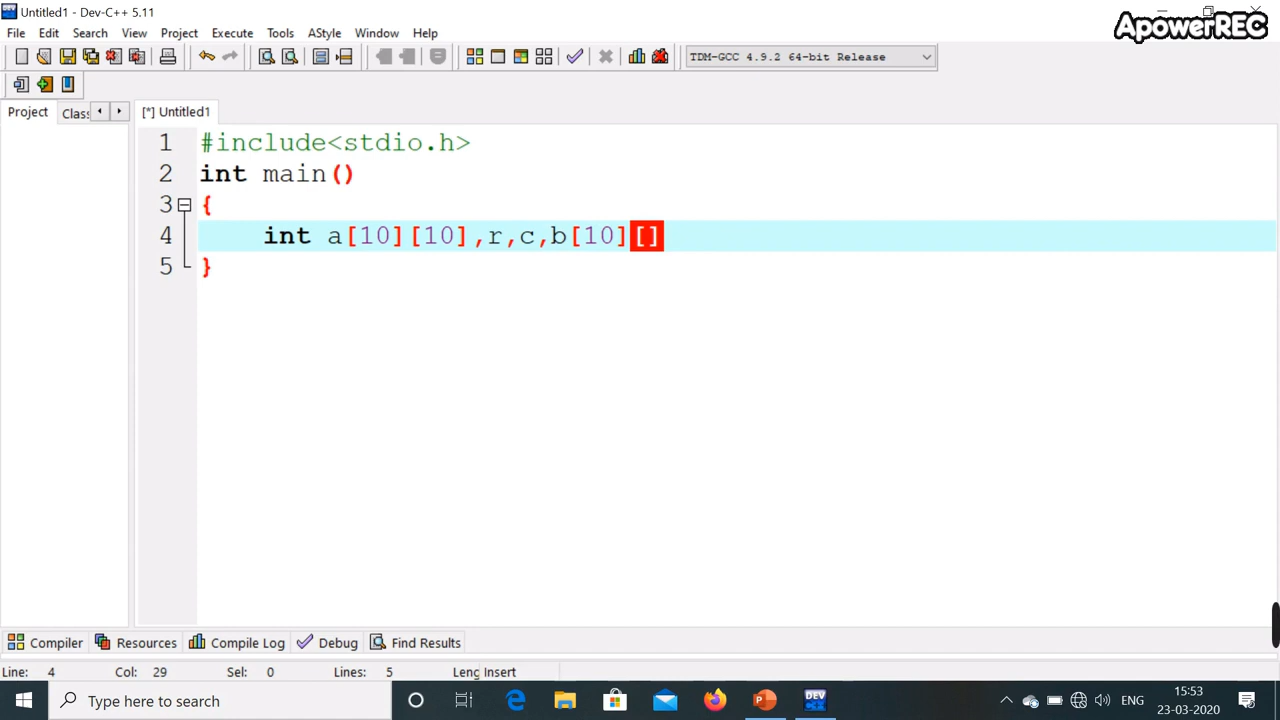 Untitled1 - Dev-C++ 5.11
ApowerREC
File Edit Search View Project Execute Tools AStyle Window Help
TDM-GCC 4.9.2 64-bit Release
Project Clas [*] Untitled1
1 #include<stdio.h>
2 int main()
3 {
4 int a[10][10],r,c,b[10][]
5 }
Compiler Resources Compile Log Debug Find Results
Line: 4 Col: 29 Sel: 0 Lines: 5 Leng Insert
Type here to search
DEV
ENG
15:53
23-03-2020